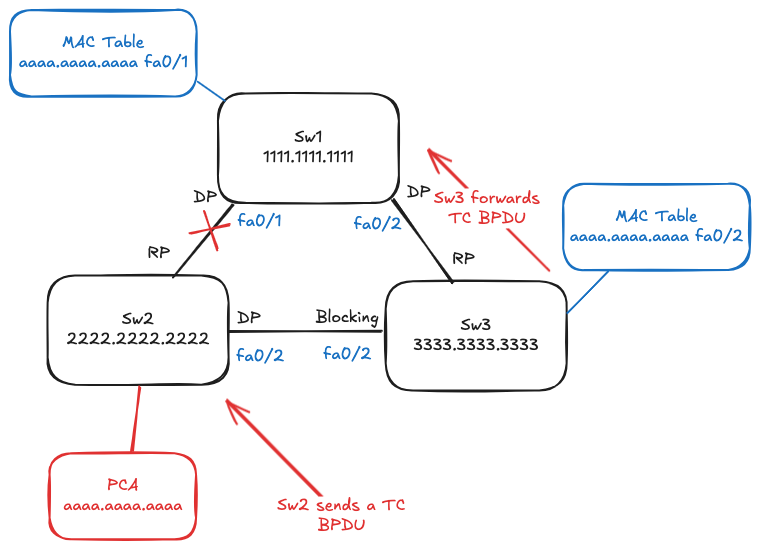 MAC Table
aaaa.aaaa.aaaa fa0/1
Sw1
1111.1111.1111
DP
fa0/1
DP
fa0/2
Sw3 forwards
TC BPDU
MAC Table
aaaa.aaaa.aaaa fa0/2
RP
RP
Sw2
2222.2222.2222
DP
fa0/2
Blocking
fa0/2
Sw3
3333.3333.3333
PCA
aaaa.aaaa.aaaa
Sw2 sends a TC
BPDU